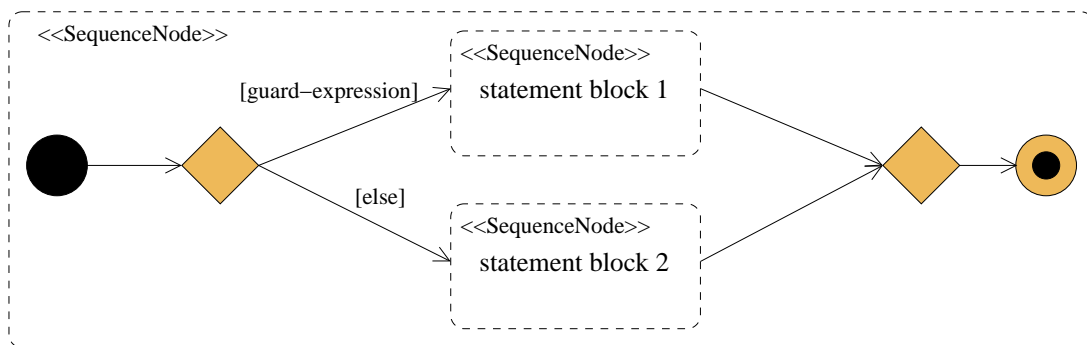 <<SequenceNode>>
<<SequenceNode>>
statement block 1
[guard−expression]
[else]
<<SequenceNode>>
statement block 2